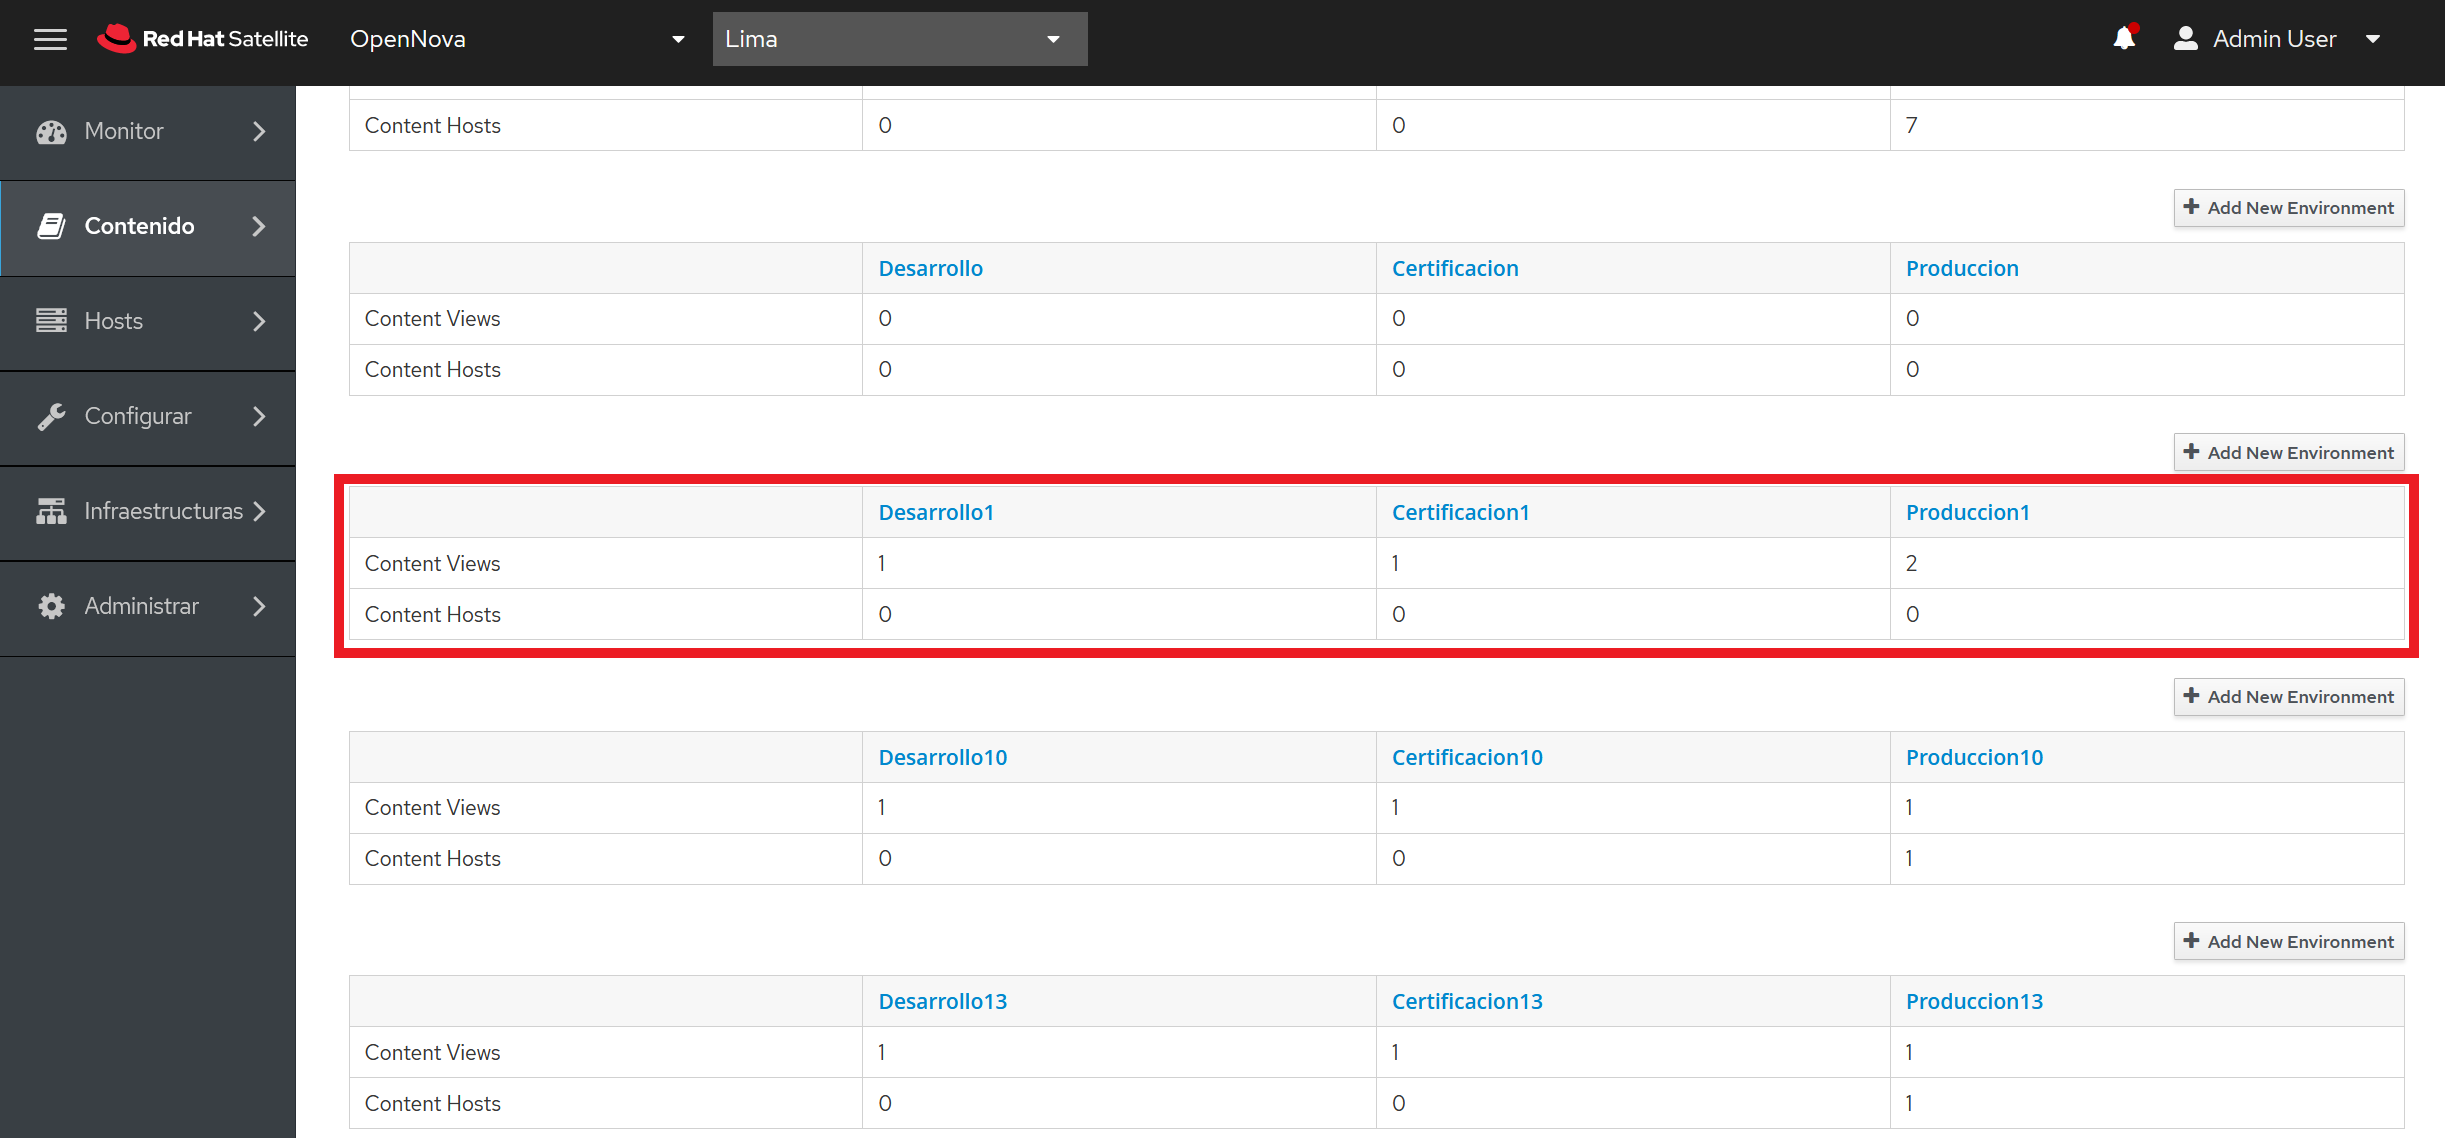 Red Hat Satellite OpenNova Lima Admin User
Monitor
Contenido
Hosts
Configurar
Infraestructuras
Administrar
Content Hosts 0 0 7
Add New Environment
Desarrollo Certificacion Produccion
Content Views 0 0 0
Content Hosts 0 0 0
Add New Environment
Desarrollo1 Certificacion1 Produccion1
Content Views 1 1 2
Content Hosts 0 0 0
Add New Environment
Desarrollo10 Certificacion10 Produccion10
Content Views 1 1 1
Content Hosts 0 0 1
Add New Environment
Desarrollo13 Certificacion13 Produccion13
Content Views 1 1 1
Content Hosts 0 0 1